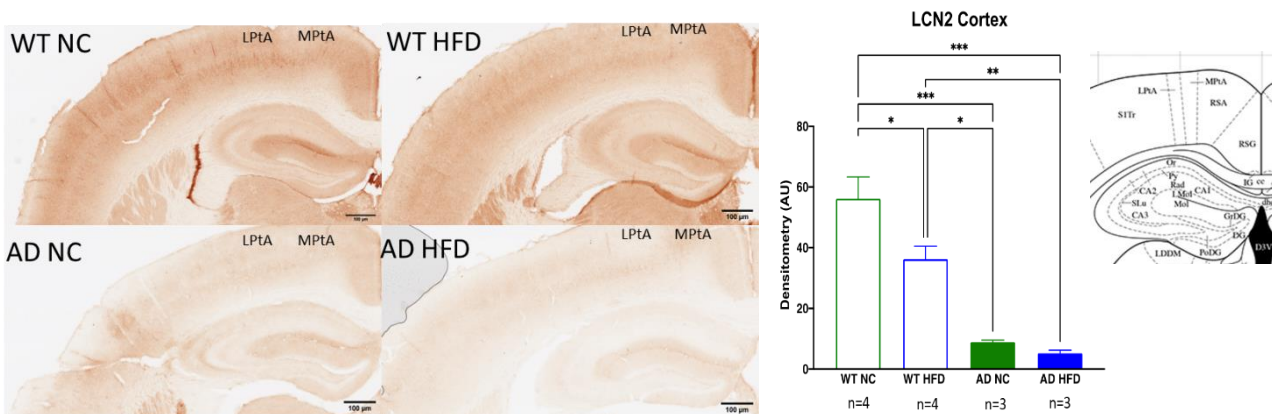 WT NC
LPtA MPtA
100 µm
WT HFD
LPtA MPtA
100 µm
AD NC
LPtA MPtA
100 µm
AD HFD
LPtA MPtA
100 µm
LCN2 Cortex
***
**
***
* *
Densitometry (AU)
80
60
40
20
0
WT NC WT HFD AD NC AD HFD
n=4 n=4 n=3 n=3
LPtA MPtA
S1Tr RSA
RSG
Or
Py
Rad
LMol
Mol
CA1
CA2
SLu
CA3
IG cc
GrDG
DG
PoDG
LDDM
D3V